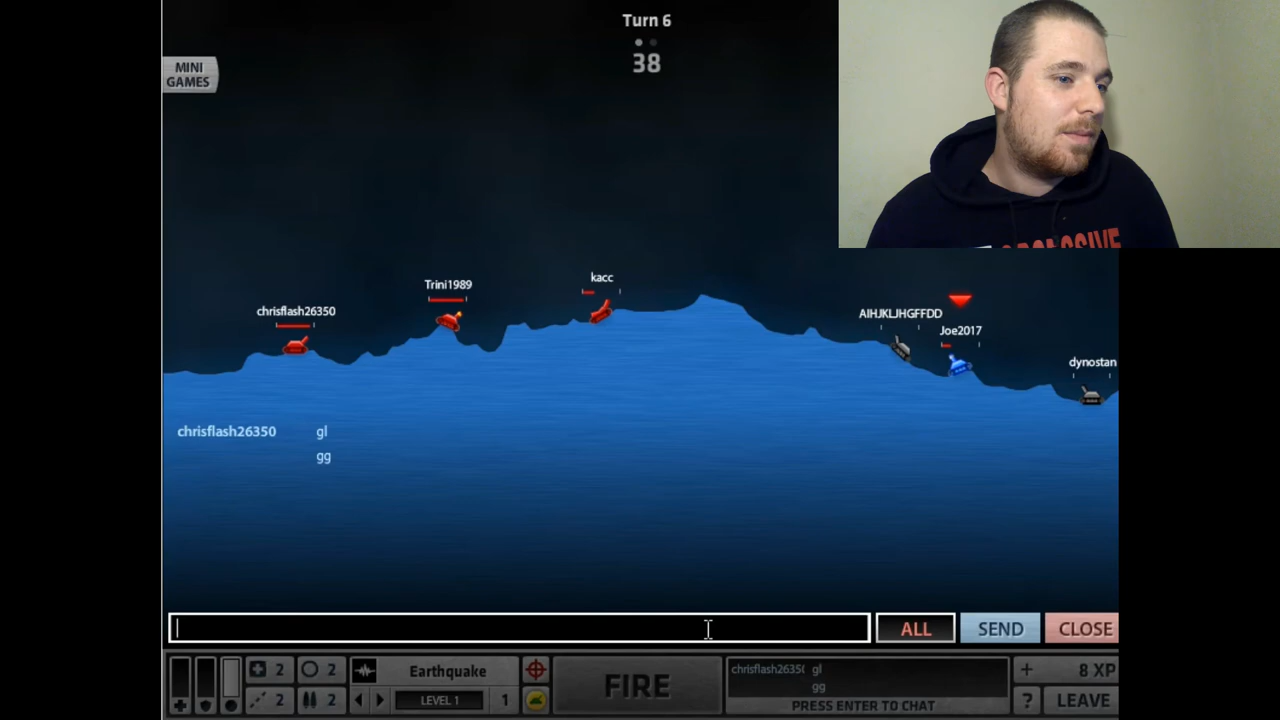 Turn 6
38
MINI
GAMES
kacc
Trini1989
chrisflash26350
AIHJKLJHGFFDD
Joe2017
dynostan
chrisflash26350 gl
gg
ALL SEND CLOSE
2 2 Earthquake
2 2 LEVEL 1 1
FIRE
chrisflash2635( gl
gg
PRESS ENTER TO CHAT
+ 8 XP
? LEAVE